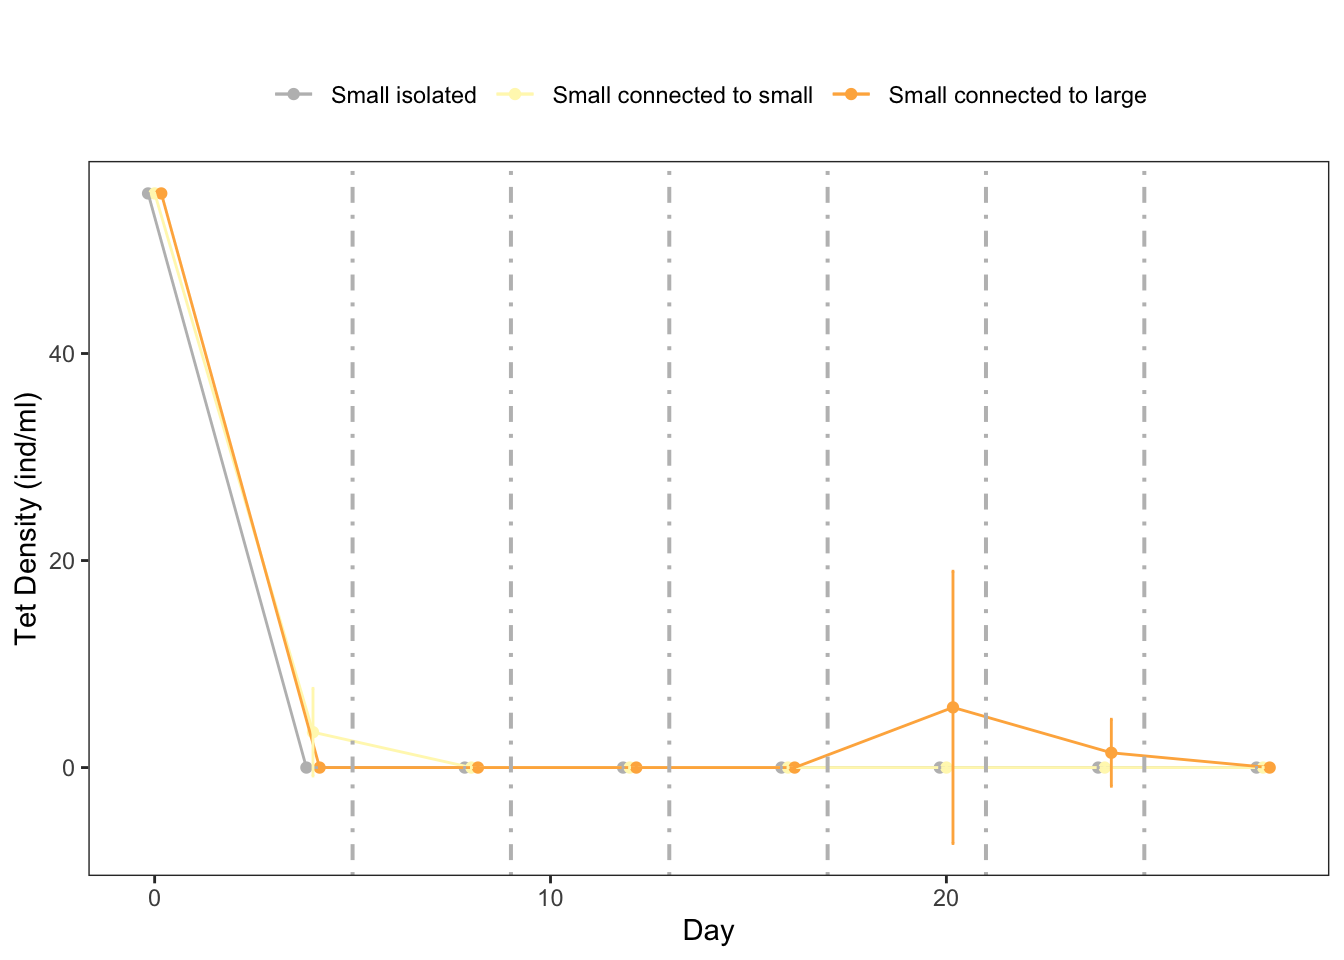 Small isolated Small connected to small Small connected to large
Tet Density (ind/ml)
40
20
0
0 10 20
Day